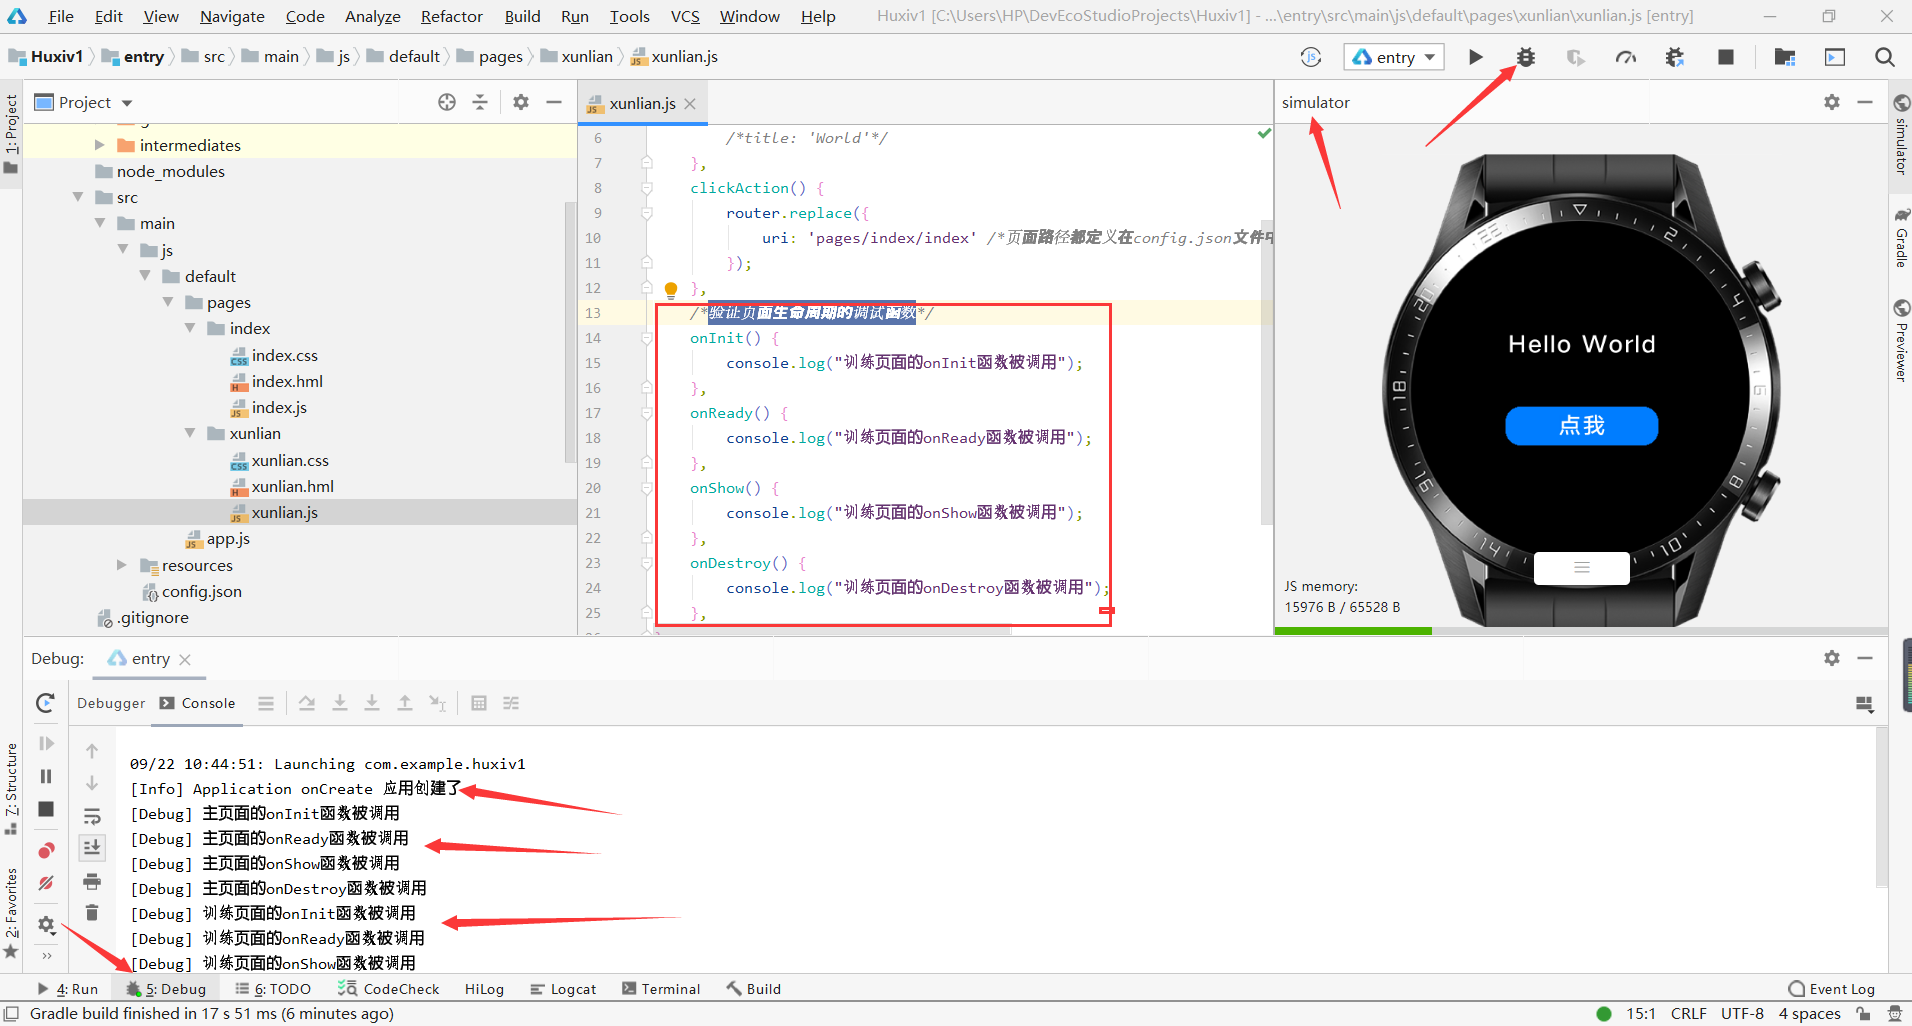 File Edit View Navigate Code Analyze Refactor Build Run Tools VCS Window Help Huxiv1 [C:\Users\HP\DevEcoStudioProjects\Huxiv1] - ...\entry\src\main\js\default\pages\xunlian\xunlian.js [entry]
Huxiv1 entry src main js default pages xunlian xunlian.js entry
1: Project
Project
intermediates
node_modules
src
main
js
default
pages
index
index.css
index.hml
index.js
xunlian
xunlian.css
xunlian.hml
xunlian.js
app.js
resources
config.json
.gitignore
xunlian.js
6 /*title: 'World'*/
7 },
8 clickAction() {
9 router.replace({
10 uri: 'pages/index/index' /*页面路径都定义在config.json文件中
11 });
12 },
13 /*验证页面生命周期的调试函数*/
14 onInit() {
15 console.log("训练页面的onInit函数被调用");
16 },
17 onReady() {
18 console.log("训练页面的onReady函数被调用");
19 },
20 onShow() {
21 console.log("训练页面的onShow函数被调用");
22 },
23 onDestroy() {
24 console.log("训练页面的onDestroy函数被调用");
25 },
simulator
22
20
18
16
14
10
8
6
4
Hello World
点我
JS memory:
15976 B / 65528 B
simulator
Gradle
Previewer
Debug: entry
Debugger Console
09/22 10:44:51: Launching com.example.huxiv1
[Info] Application onCreate 应用创建了
[Debug] 主页面的onInit函数被调用
[Debug] 主页面的onReady函数被调用
[Debug] 主页面的onShow函数被调用
[Debug] 主页面的onDestroy函数被调用
[Debug] 训练页面的onInit函数被调用
[Debug] 训练页面的onReady函数被调用
[Debug] 训练页面的onShow函数被调用
7: Structure
2: Favorites
4: Run 5: Debug 6: TODO CodeCheck HiLog Logcat Terminal Build Event Log
Gradle build finished in 17 s 51 ms (6 minutes ago) 15:1 CRLF UTF-8 4 spaces